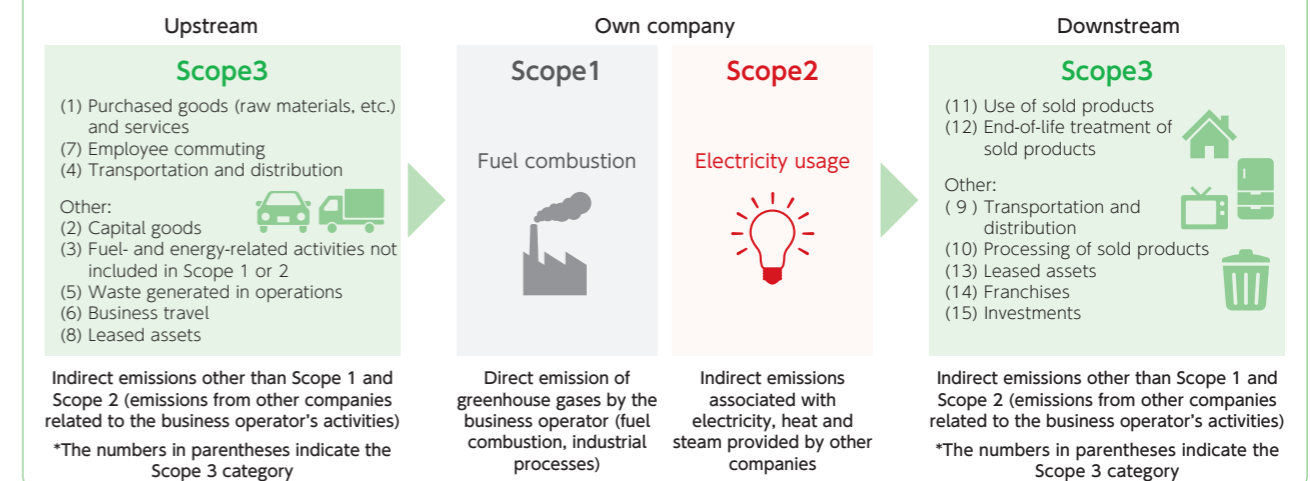 Upstream
Scope3
(1) Purchased goods (raw materials, etc.)
and services
(7) Employee commuting
(4) Transportation and distribution
Other:
(2) Capital goods
(3) Fuel- and energy-related activities not
included in Scope 1 or 2
(5) Waste generated in operations
(6) Business travel
(8) Leased assets
Indirect emissions other than Scope 1 and
Scope 2 (emissions from other companies
related to the business operator's activities)
*The numbers in parentheses indicate the
Scope 3 category
Own company
Scope1
Fuel combustion
Direct emission of
greenhouse gases by the
business operator (fuel
combustion, industrial
processes)
Scope2
Electricity usage
Indirect emissions
associated with
electricity, heat and
steam provided by other
companies
Downstream
Scope3
(11) Use of sold products
(12) End-of-life treatment of
sold products
Other:
( 9 ) Transportation and
distribution
(10) Processing of sold products
(13) Leased assets
(14) Franchises
(15) Investments
Indirect emissions other than Scope 1 and
Scope 2 (emissions from other companies
related to the business operator's activities)
*The numbers in parentheses indicate the
Scope 3 category